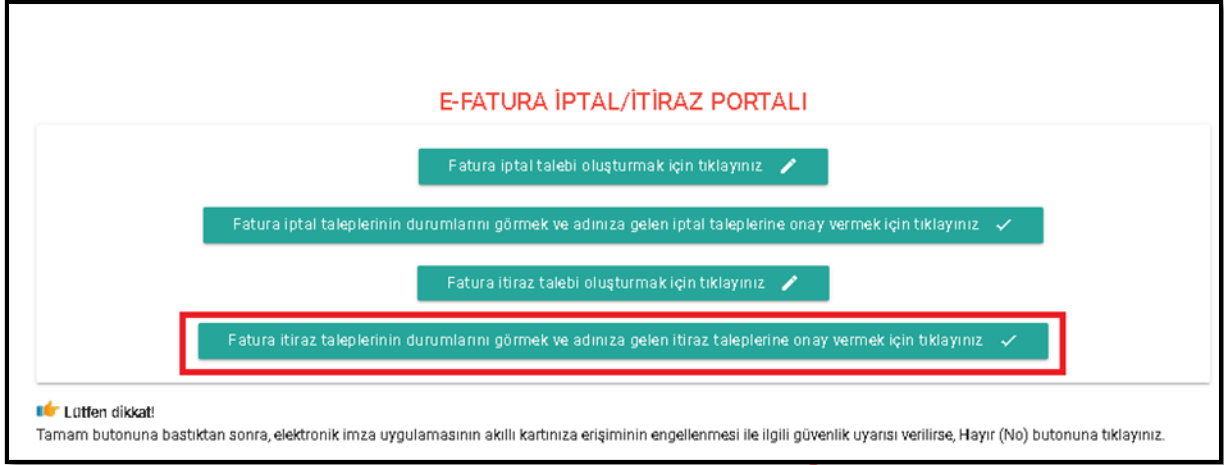 E-FATURA İPTAL/İTİRAZ PORTALI
Fatura iptal talebi oluşturmak için tıklayınız
Fatura iptal taleplerinin durumlarını görmek ve adınıza gelen iptal taleplerine onay vermek için tıklayınız
Fatura itiraz talebi oluşturmak için tıklayınız
Fatura itiraz taleplerinin durumlarını görmek ve adınıza gelen itiraz taleplerine onay vermek için tıklayınız
Lütfen dikkat!
Tamam butonuna bastıktan sonra, elektronik imza uygulamasının akıllı kartınıza erişiminin engellenmesi ile ilgili güvenlik uyarısı verilirse, Hayır (No) butonuna tıklayınız.